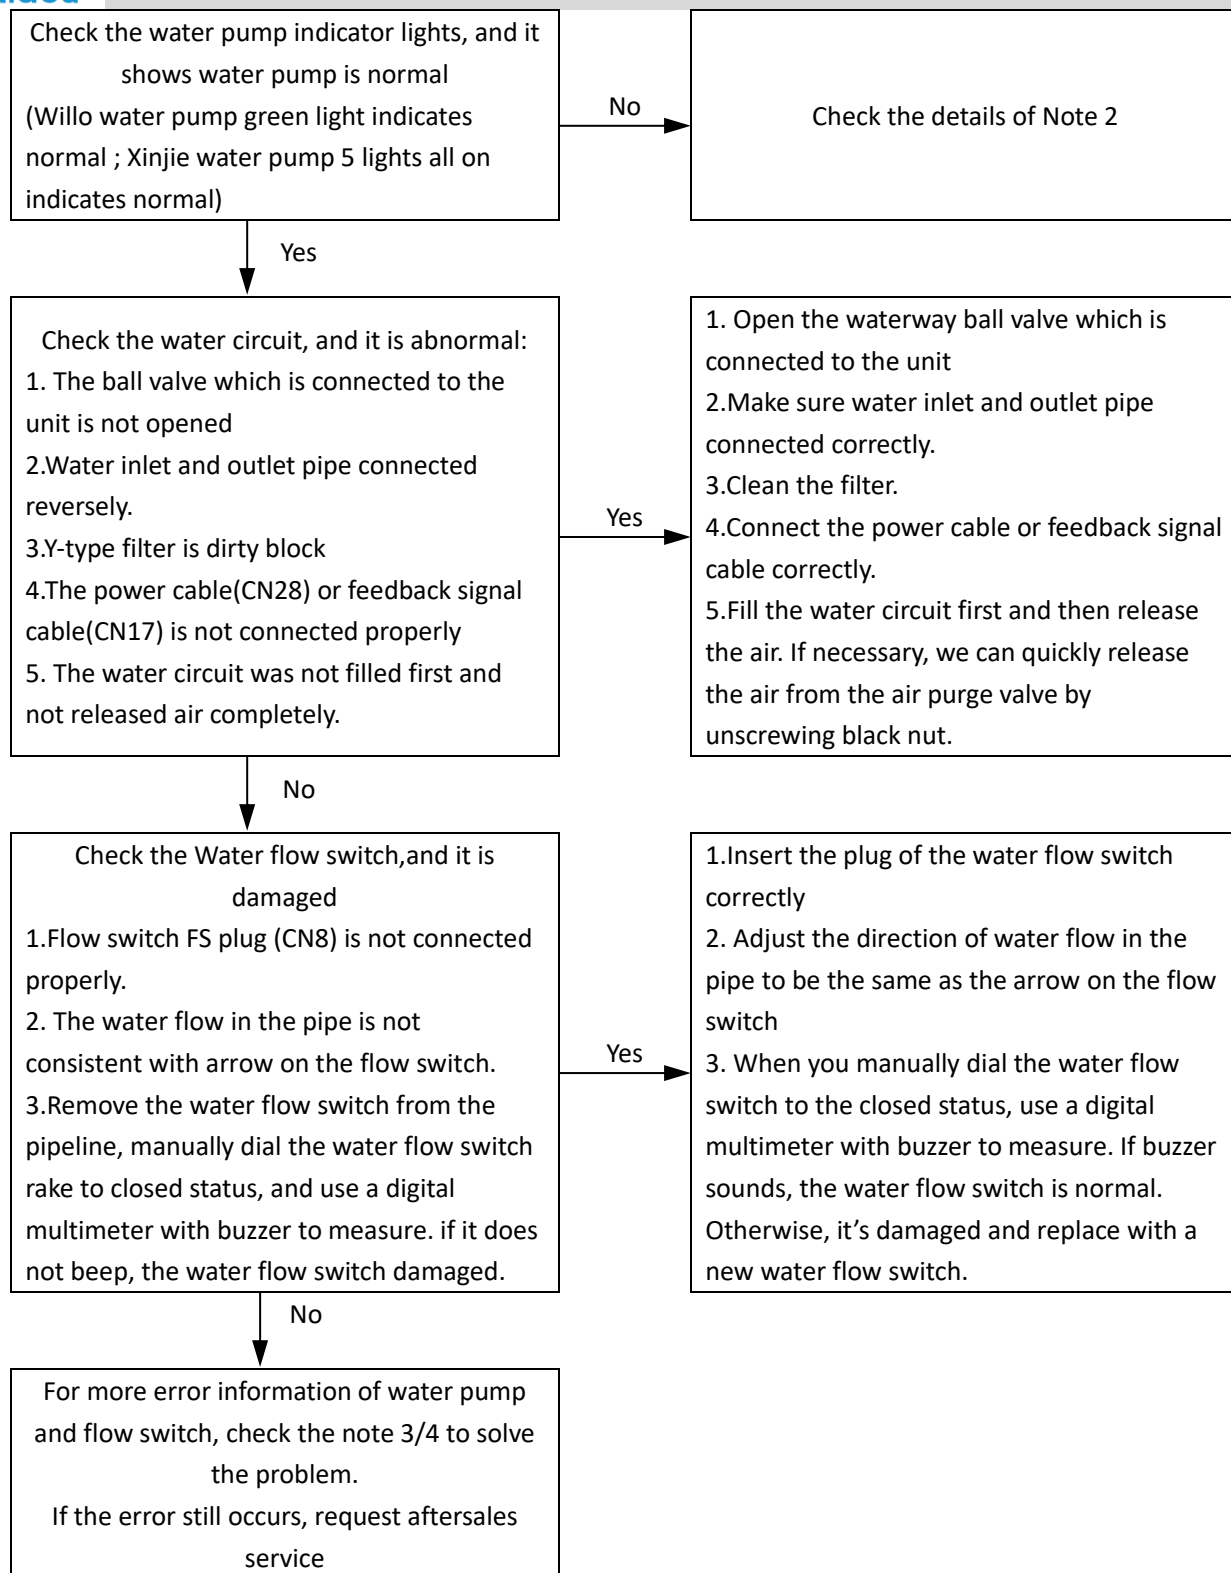 Check the water pump indicator lights, and it
shows water pump is normal
(Willo water pump green light indicates
normal ; Xinjie water pump 5 lights all on
indicates normal)
No
Check the details of Note 2
Yes
Check the water circuit, and it is abnormal:
1. The ball valve which is connected to the
unit is not opened
2.Water inlet and outlet pipe connected
reversely.
3.Y-type filter is dirty block
4.The power cable(CN28) or feedback signal
cable(CN17) is not connected properly
5. The water circuit was not filled first and
not released air completely.
Yes
1. Open the waterway ball valve which is
connected to the unit
2.Make sure water inlet and outlet pipe
connected correctly.
3.Clean the filter.
4.Connect the power cable or feedback signal
cable correctly.
5.Fill the water circuit first and then release
the air. If necessary, we can quickly release
the air from the air purge valve by
unscrewing black nut.
No
Check the Water flow switch,and it is
damaged
1.Flow switch FS plug (CN8) is not connected
properly.
2. The water flow in the pipe is not
consistent with arrow on the flow switch.
3.Remove the water flow switch from the
pipeline, manually dial the water flow switch
rake to closed status, and use a digital
multimeter with buzzer to measure. if it does
not beep, the water flow switch damaged.
Yes
1.Insert the plug of the water flow switch
correctly
2. Adjust the direction of water flow in the
pipe to be the same as the arrow on the flow
switch
3. When you manually dial the water flow
switch to the closed status, use a digital
multimeter with buzzer to measure. If buzzer
sounds, the water flow switch is normal.
Otherwise, it’s damaged and replace with a
new water flow switch.
No
For more error information of water pump
and flow switch, check the note 3/4 to solve
the problem.
If the error still occurs, request aftersales
service